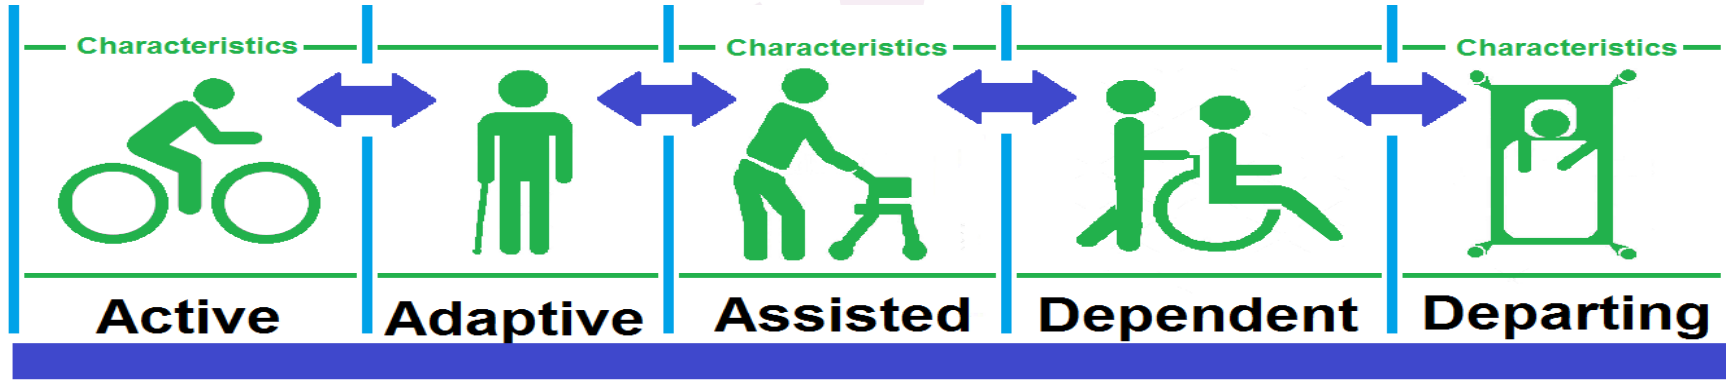 Characteristics Characteristics Characteristics
Active Adaptive Assisted Dependent Departing